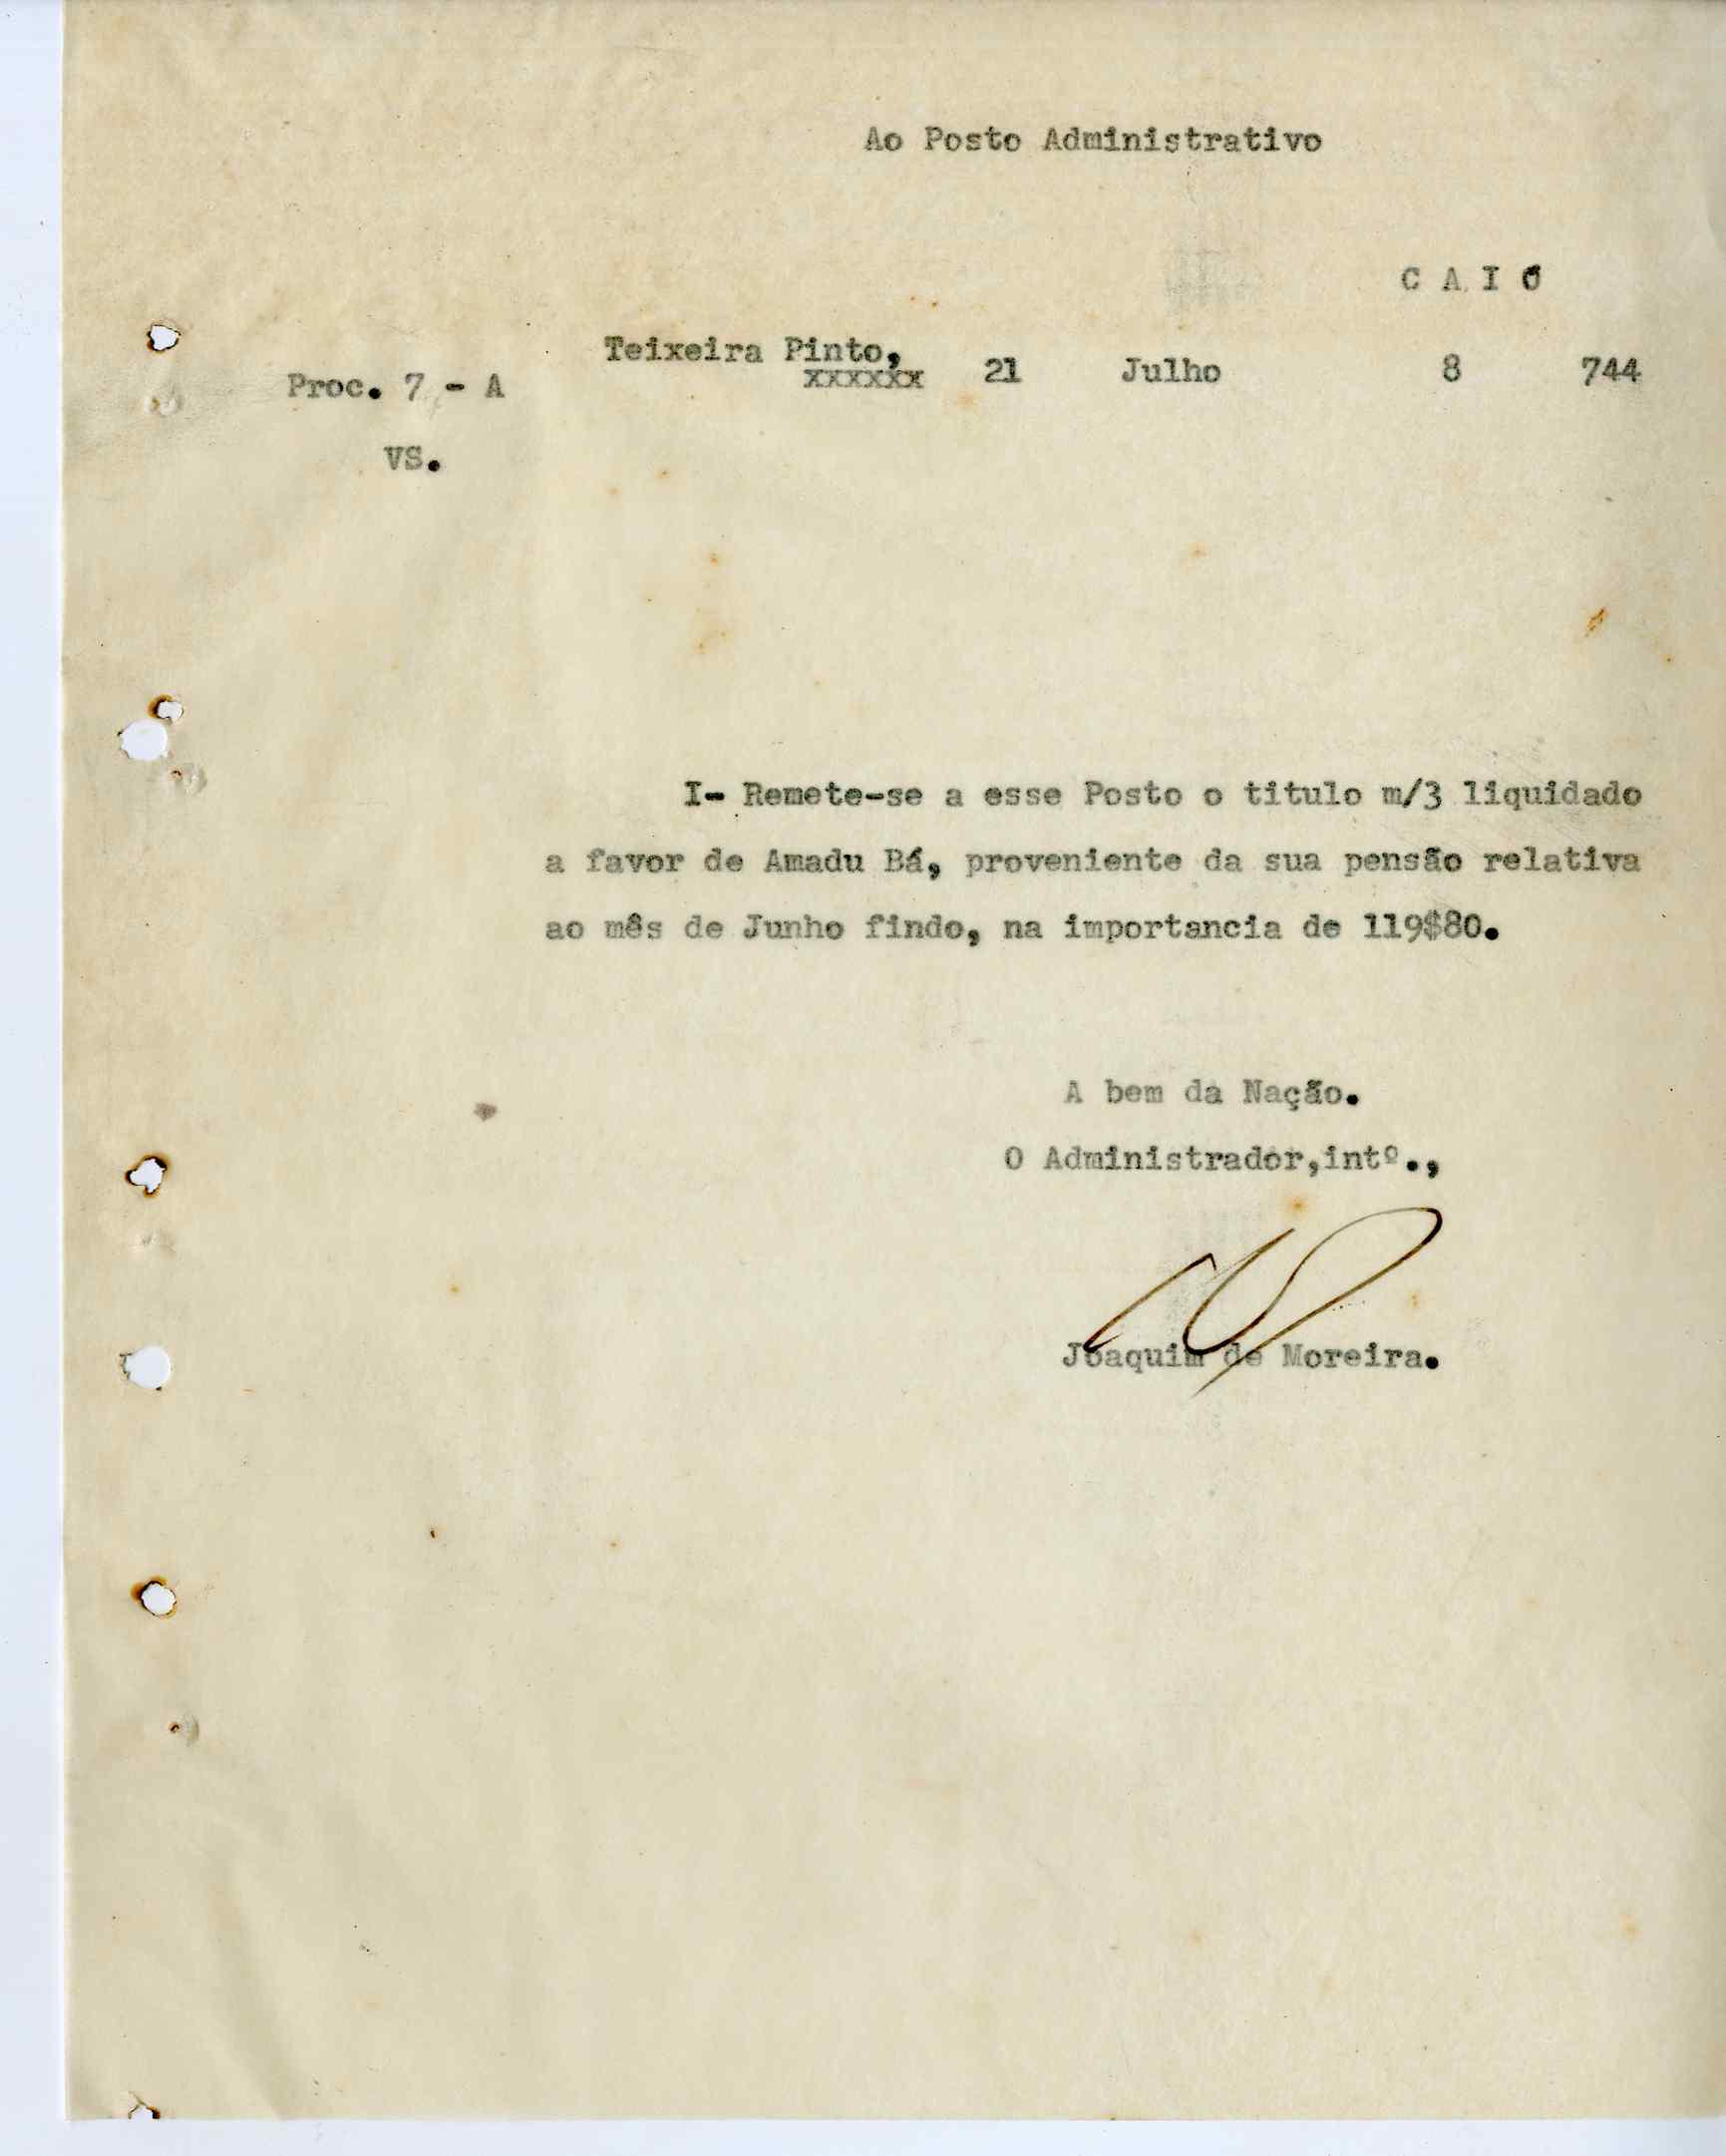 Ao Posto Administrativo
C A I Ó
Teixeira Pinto, 21 Julho 8 744
xxxxxx
Proc. 7 - A
VS.
I- Remete-se a esse Posto o titulo m/3 liquidado
a favor de Amadu Bá, proveniente da sua pensão relativa
ao mês de Junho findo, na importancia de 119$80.
A bem da Nação.
O Administrador,intº.,
Joaquim de Moreira.